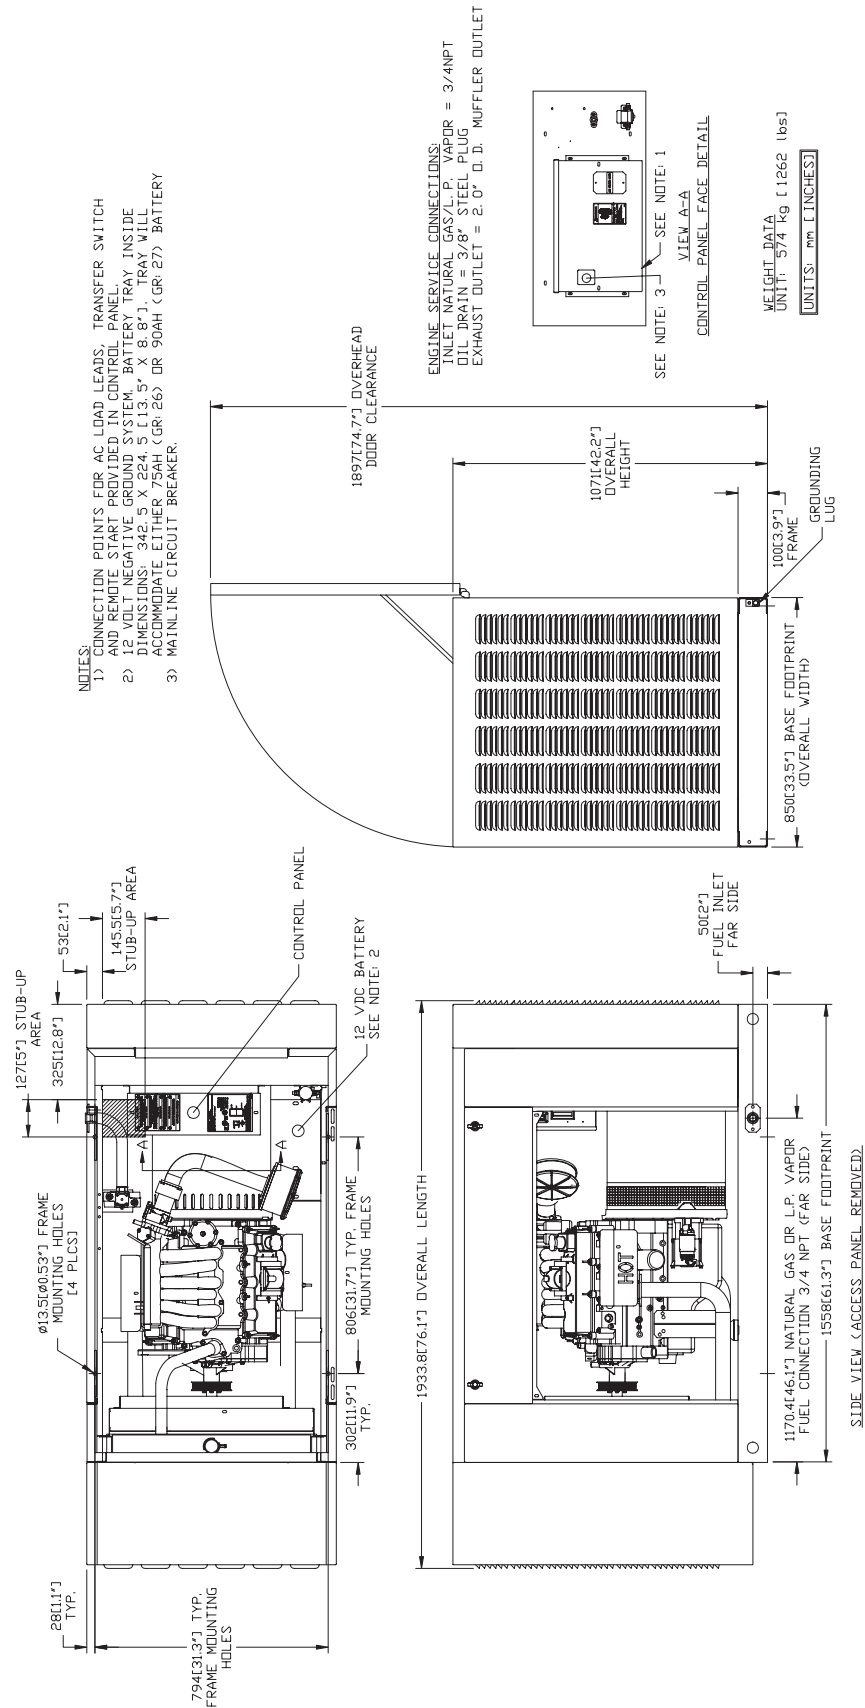 NOTES:
1) CONNECTION POINTS FOR AC LOAD LEADS, TRANSFER SWITCH
AND REMOTE START PROVIDED IN CONTROL PANEL.
2) 12 VOLT NEGATIVE GROUND SYSTEM. BATTERY TRAY INSIDE
DIMENSIONS: 342.5 X 224.5 [13.5" X 8.8"]. TRAY WILL
ACCOMMODATE EITHER 75AH (GR: 26) OR 90AH (GR: 27) BATTERY
3) MAINLINE CIRCUIT BREAKER.
ENGINE SERVICE CONNECTIONS:
INLET NATURAL GAS/L.P. VAPOR = 3/4NPT
OIL DRAIN = 3/8" STEEL PLUG
EXHAUST OUTLET = 2.0" O.D. MUFFLER OUTLET
127[5"] STUB-UP
AREA
325[12.8"]
53[2.1"]
145.5[5.7"]
STUB-UP AREA
Ø13.5[Ø0.53"] FRAME
MOUNTING HOLES
[4 PLCS]
28[1.1"]
TYP.
794[31.3"] TYP.
FRAME MOUNTING
HOLES
A
A
CONTROL PANEL
12 VDC BATTERY
SEE NOTE: 2
302[11.9"]
TYP.
806[31.7"] TYP. FRAME
MOUNTING HOLES
1897[74.7"] OVERHEAD
DOOR CLEARANCE
1071[42.2"]
OVERALL
HEIGHT
100[3.9"]
FRAME
GROUNDING
LUG
850[33.5"] BASE FOOTPRINT
(OVERALL WIDTH)
SEE NOTE: 3
SEE NOTE: 1
VIEW A-A
CONTROL PANEL FACE DETAIL
WEIGHT DATA
UNIT: 574 kg [1262 lbs]
UNITS: mm [INCHES]
1933.8[76.1"] OVERALL LENGTH
HOT
50[2"]
FUEL INLET
FAR SIDE
1170.4[46.1"] NATURAL GAS OR L.P. VAPOR
FUEL CONNECTION 3/4 NPT (FAR SIDE)
1558[61.3"] BASE FOOTPRINT
SIDE VIEW (ACCESS PANEL REMOVED)